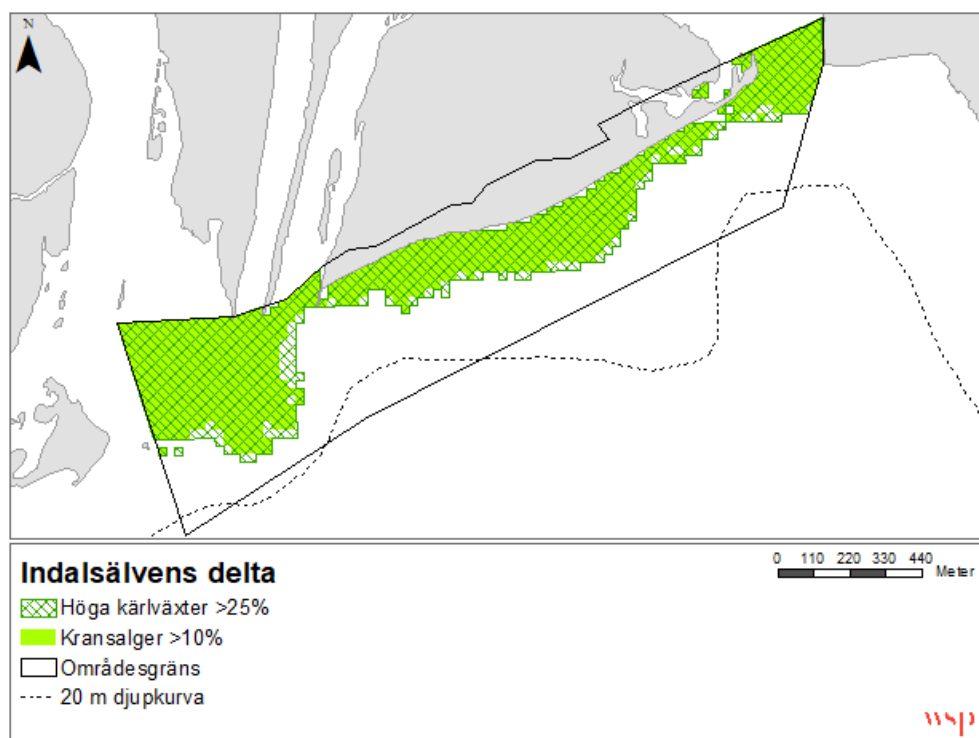 N
Indalsälvens delta
0 110 220 330 440
Meter
Höga kärlväxter >25%
Kransalger >10%
Områdesgräns
20 m djupkurva
wsp